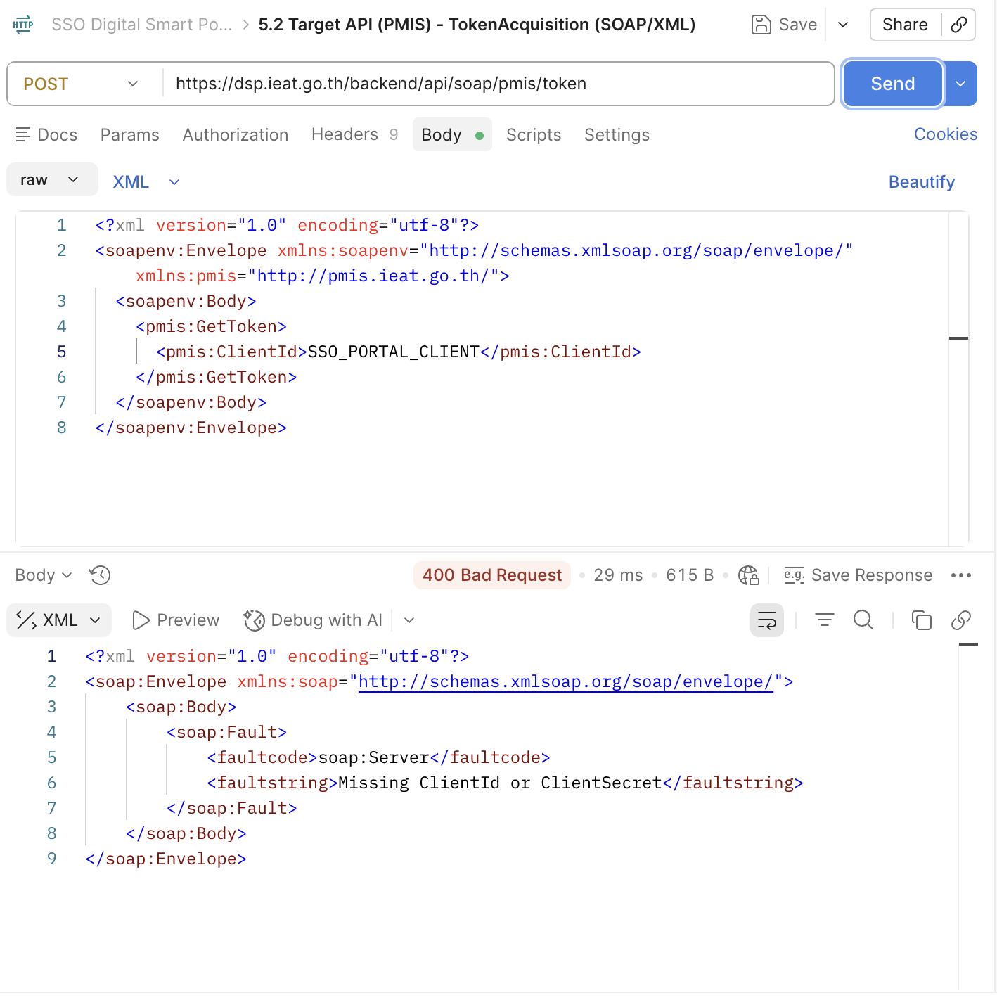 HTTP SSO Digital Smart Po... > 5.2 Target API (PMIS) - TokenAcquisition (SOAP/XML) Save Share
POST https://dsp.ieat.go.th/backend/api/soap/pmis/token Send
Docs Params Authorization Headers 9 Body Scripts Settings Cookies
raw XML Beautify
1 <?xml version="1.0" encoding="utf-8"?>
2 <soapenv:Envelope xmlns:soapenv="http://schemas.xmlsoap.org/soap/envelope/"
xmlns:pmis="http://pmis.ieat.go.th/">
3 <soapenv:Body>
4 <pmis:GetToken>
5 <pmis:ClientId>SSO_PORTAL_CLIENT</pmis:ClientId>
6 </pmis:GetToken>
7 </soapenv:Body>
8 </soapenv:Envelope>
Body 400 Bad Request • 29 ms • 615 B • e.g. Save Response
XML Preview Debug with AI
1 <?xml version="1.0" encoding="utf-8"?>
2 <soap:Envelope xmlns:soap="http://schemas.xmlsoap.org/soap/envelope/">
3 <soap:Body>
4 <soap:Fault>
5 <faultcode>soap:Server</faultcode>
6 <faultstring>Missing ClientId or ClientSecret</faultstring>
7 </soap:Fault>
8 </soap:Body>
9 </soap:Envelope>